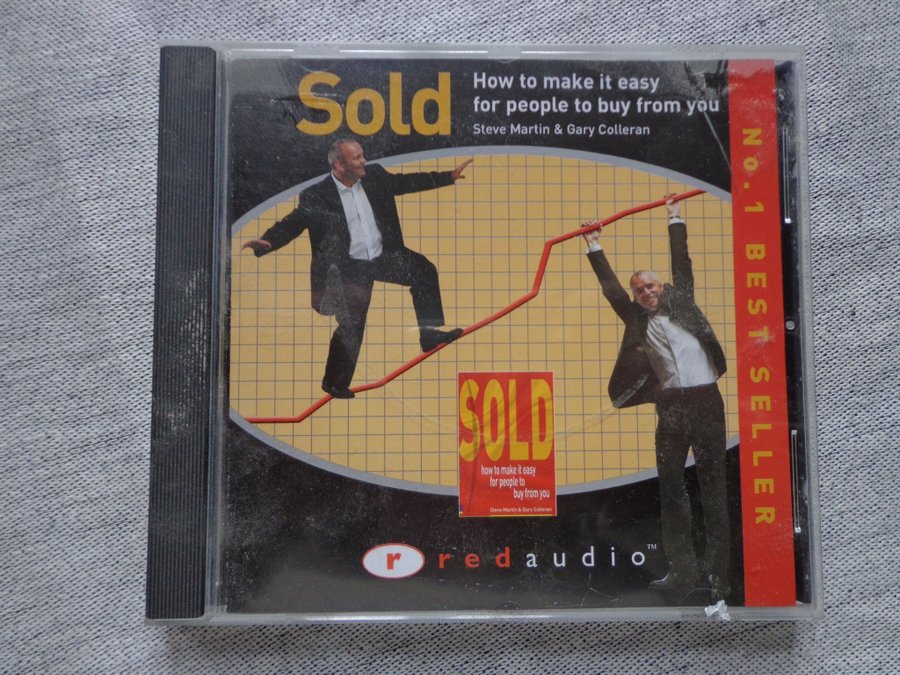 Sold
How to make it easy
for people to buy from you
Steve Martin & Gary Colleran
No.1 BEST SELLER
SOLD
how to make it easy
for people to
buy from you
Steve Martin & Gary Colleran
r redaudio™